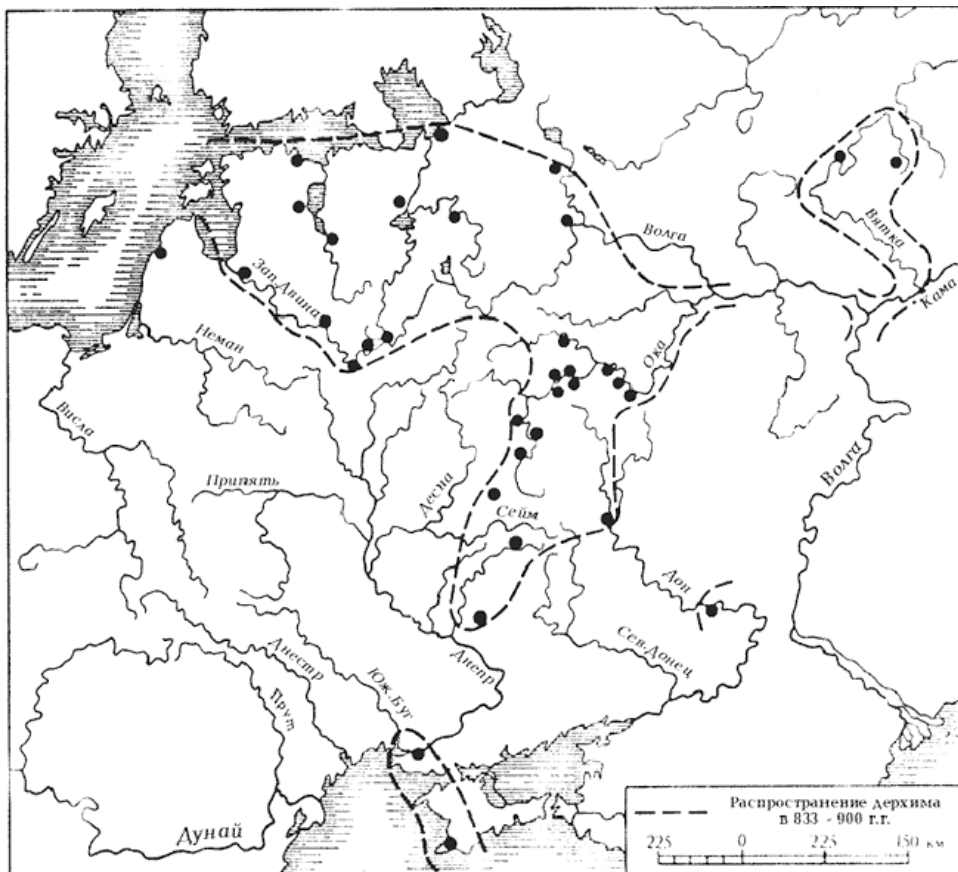 Волга
Вятка
Кама
Зап. Двина
Неман
Ока
Висла
Волга
Десна
Припять
Сейм
Дон
Сев. Донец
Днепр
Днестр
Юж. Буг
Прут
Дунай
Распространение дерхима
в 833 - 900 г.г.
225 0 225 450 км